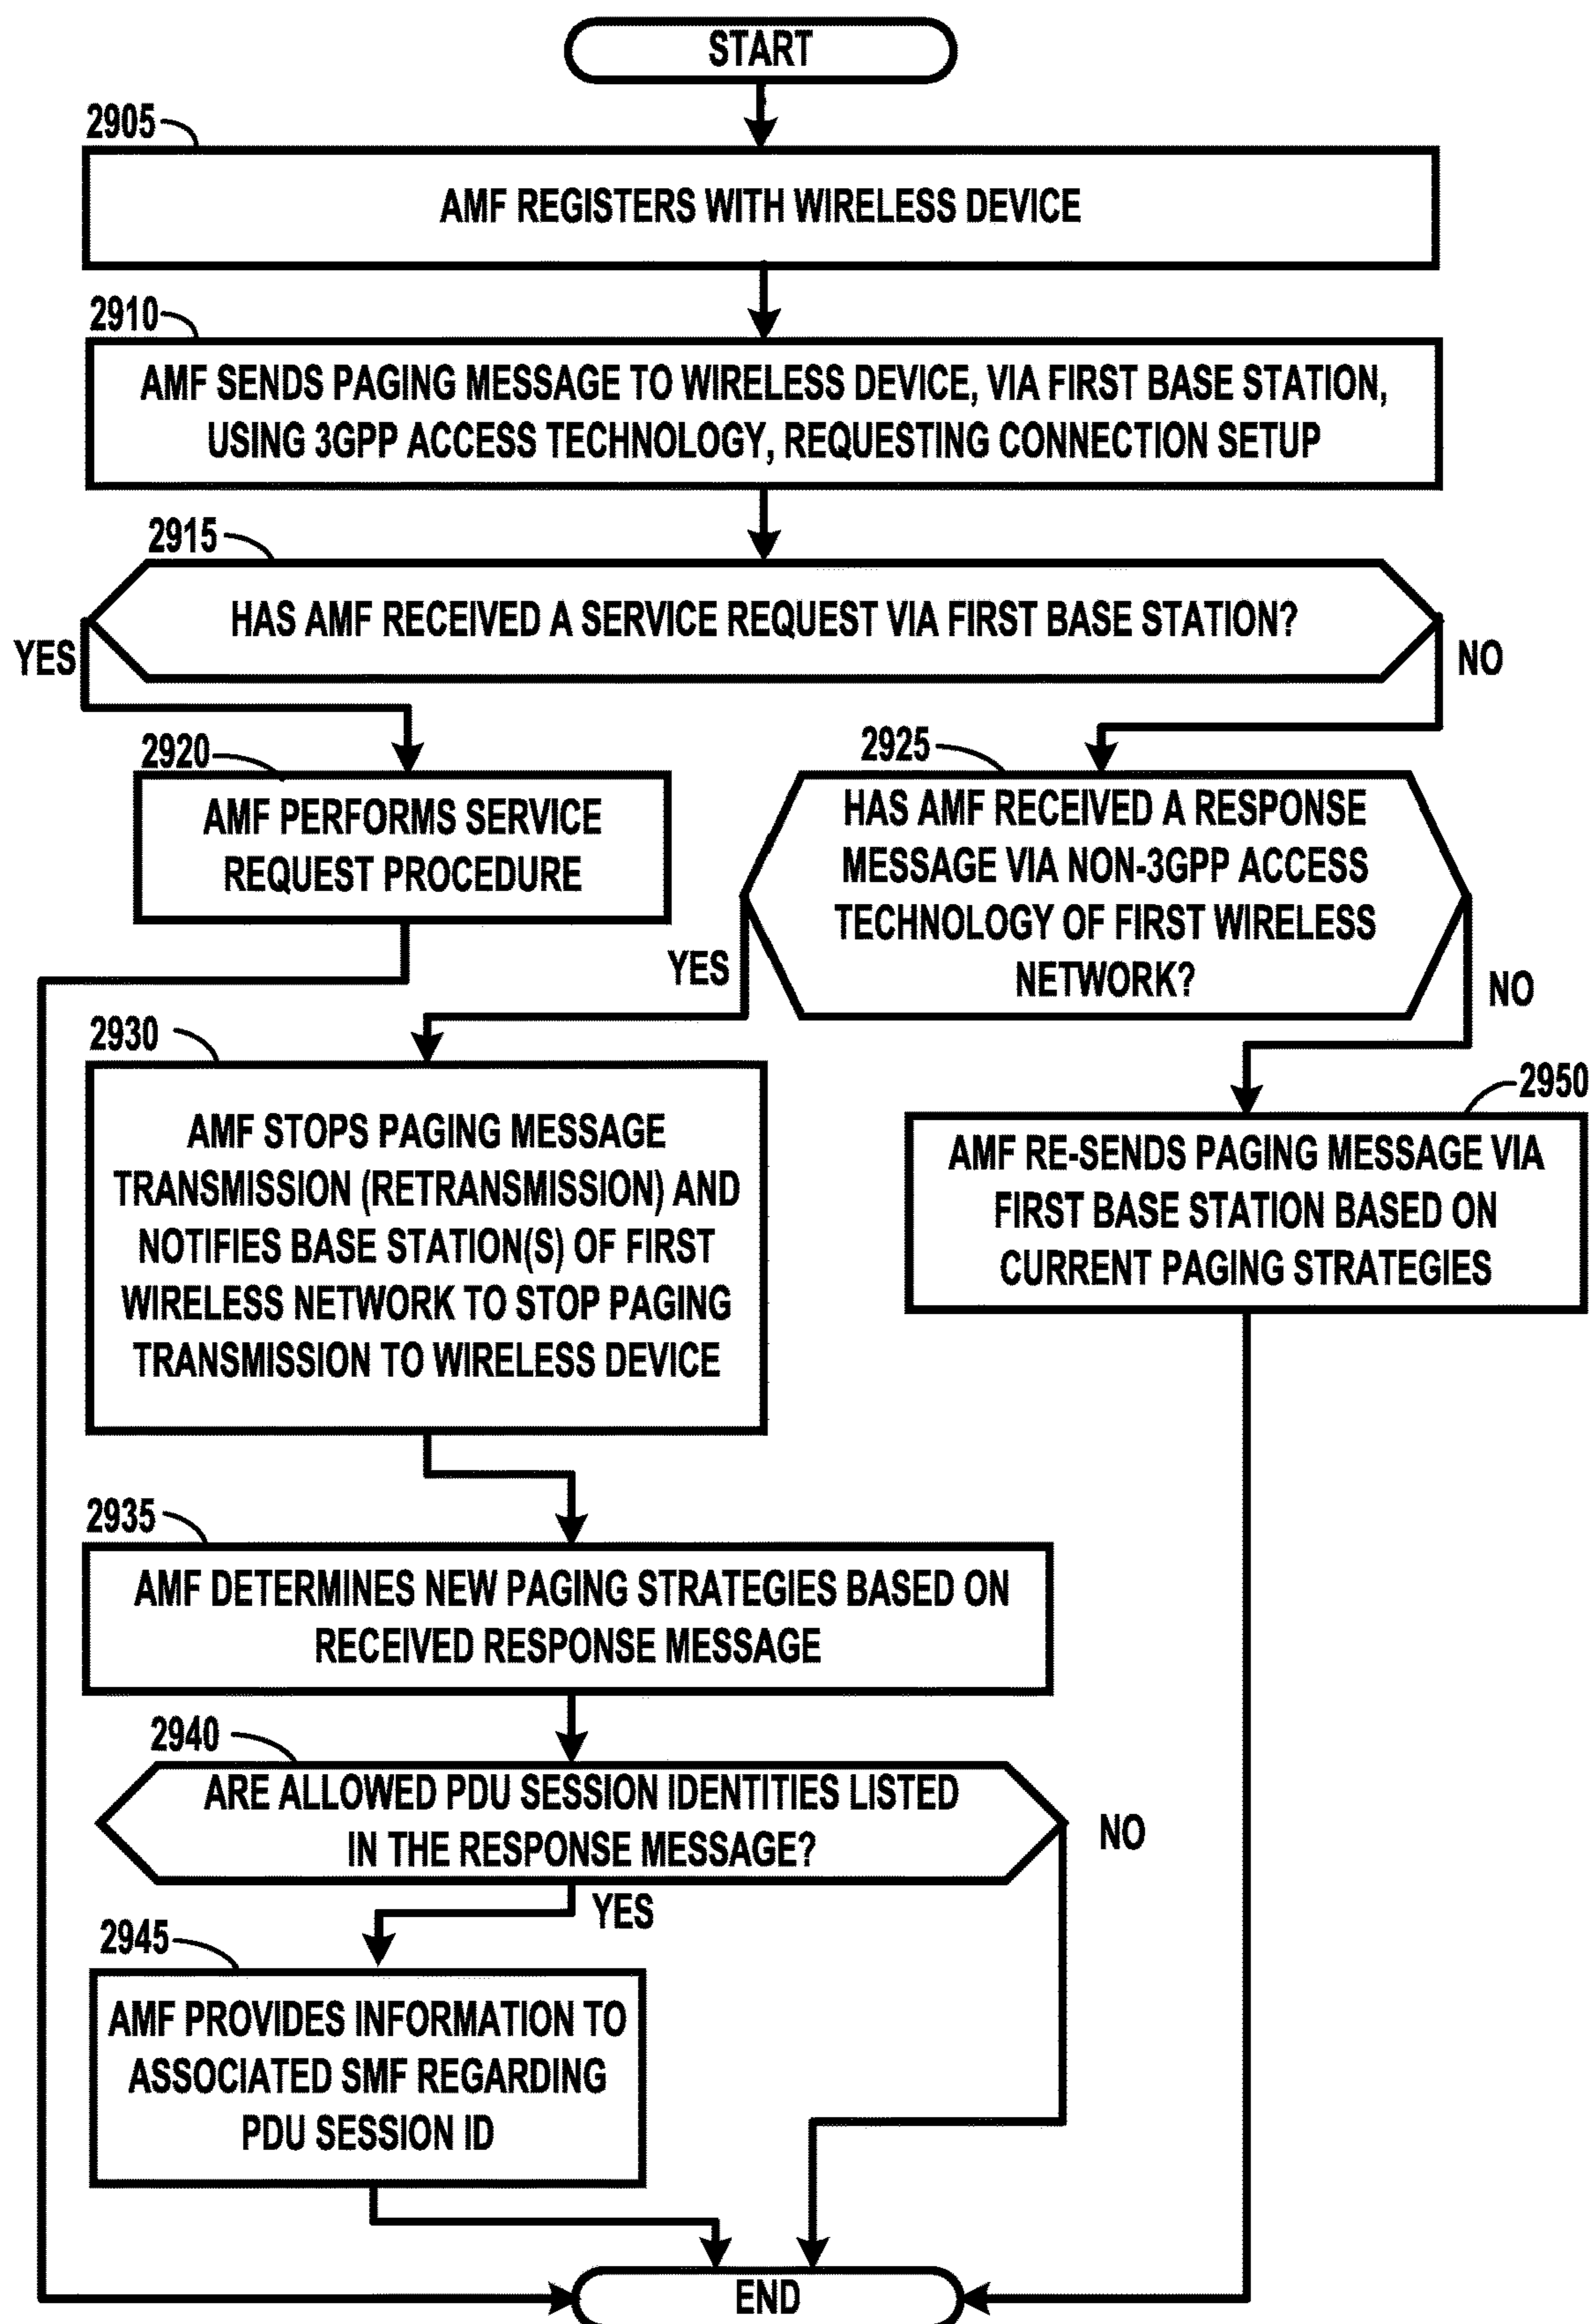 START
2905
AMF REGISTERS WITH WIRELESS DEVICE
2910
AMF SENDS PAGING MESSAGE TO WIRELESS DEVICE, VIA FIRST BASE STATION,
USING 3GPP ACCESS TECHNOLOGY, REQUESTING CONNECTION SETUP
2915
HAS AMF RECEIVED A SERVICE REQUEST VIA FIRST BASE STATION?
YES
NO
2920
AMF PERFORMS SERVICE
REQUEST PROCEDURE
2925
HAS AMF RECEIVED A RESPONSE
MESSAGE VIA NON-3GPP ACCESS
TECHNOLOGY OF FIRST WIRELESS
NETWORK?
YES
NO
2930
AMF STOPS PAGING MESSAGE
TRANSMISSION (RETRANSMISSION) AND
NOTIFIES BASE STATION(S) OF FIRST
WIRELESS NETWORK TO STOP PAGING
TRANSMISSION TO WIRELESS DEVICE
2950
AMF RE-SENDS PAGING MESSAGE VIA
FIRST BASE STATION BASED ON
CURRENT PAGING STRATEGIES
2935
AMF DETERMINES NEW PAGING STRATEGIES BASED ON
RECEIVED RESPONSE MESSAGE
2940
ARE ALLOWED PDU SESSION IDENTITIES LISTED
IN THE RESPONSE MESSAGE?
NO
YES
2945
AMF PROVIDES INFORMATION TO
ASSOCIATED SMF REGARDING
PDU SESSION ID
END